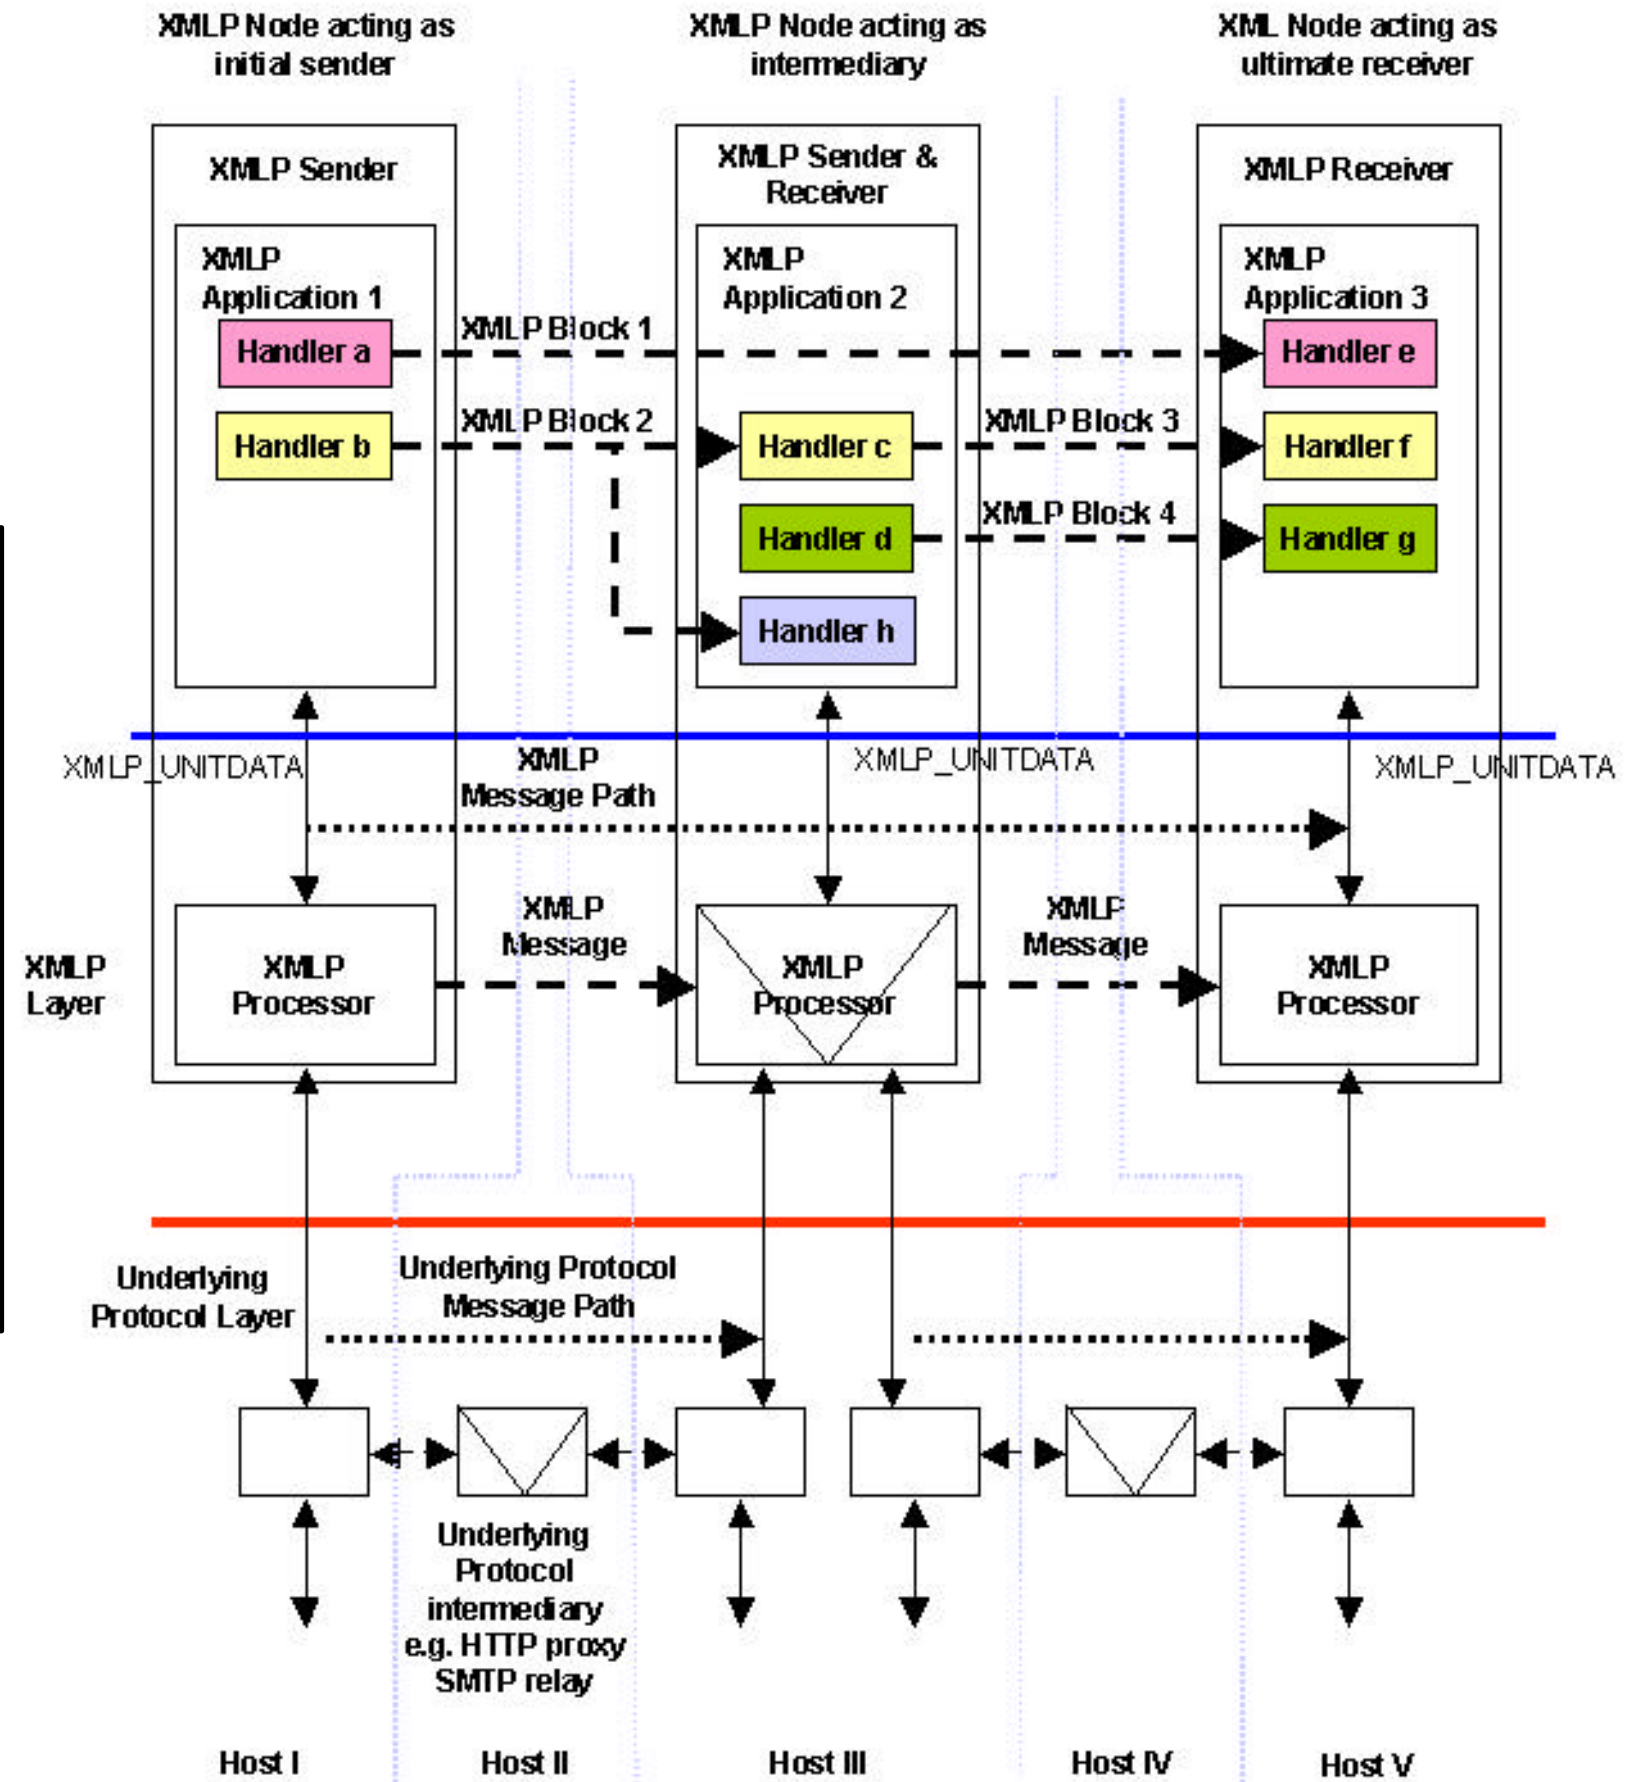 XMLP Node acting as
initial sender
XMLP Node acting as
intermediary
XML Node acting as
ultimate receiver
XMLP Sender
XMLP Sender &
Receiver
XMLP Receiver
XMLP
Application 1
XMLP
Application 2
XMLP
Application 3
Handler a
XMLP Block 1
Handler e
Handler b
XMLP Block 2
Handler c
XMLP Block 3
Handler f
Handler d
XMLP Block 4
Handler g
Handler h
XMLP_UNITDATA
XMLP
Message Path
XMLP_UNITDATA
XMLP_UNITDATA
XMLP
Layer
XMLP
Processor
XMLP
Message
XMLP
Processor
XMLP
Message
XMLP
Processor
Underlying
Protocol Layer
Underlying Protocol
Message Path
Underlying
Protocol
intermediary
e.g. HTTP proxy
SMTP relay
Host I
Host II
Host III
Host IV
Host V